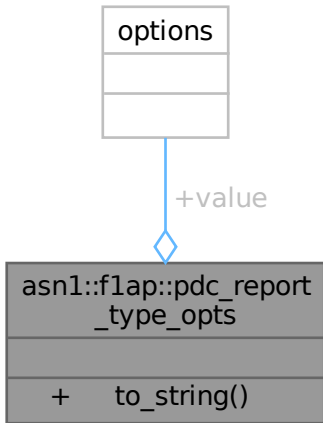 options
+value
asn1::f1ap::pdc_report
_type_opts
+ to_string()